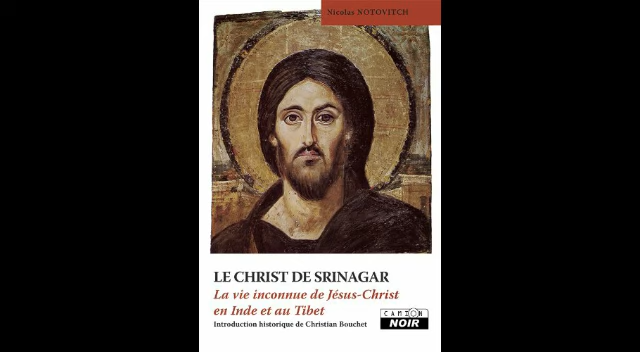 Nicolas NOTOVITCH
LE CHRIST DE SRINAGAR
La vie inconnue de Jésus-Christ
en Inde et au Tibet
Introduction historique de Christian Bouchet
CAMION
NOIR